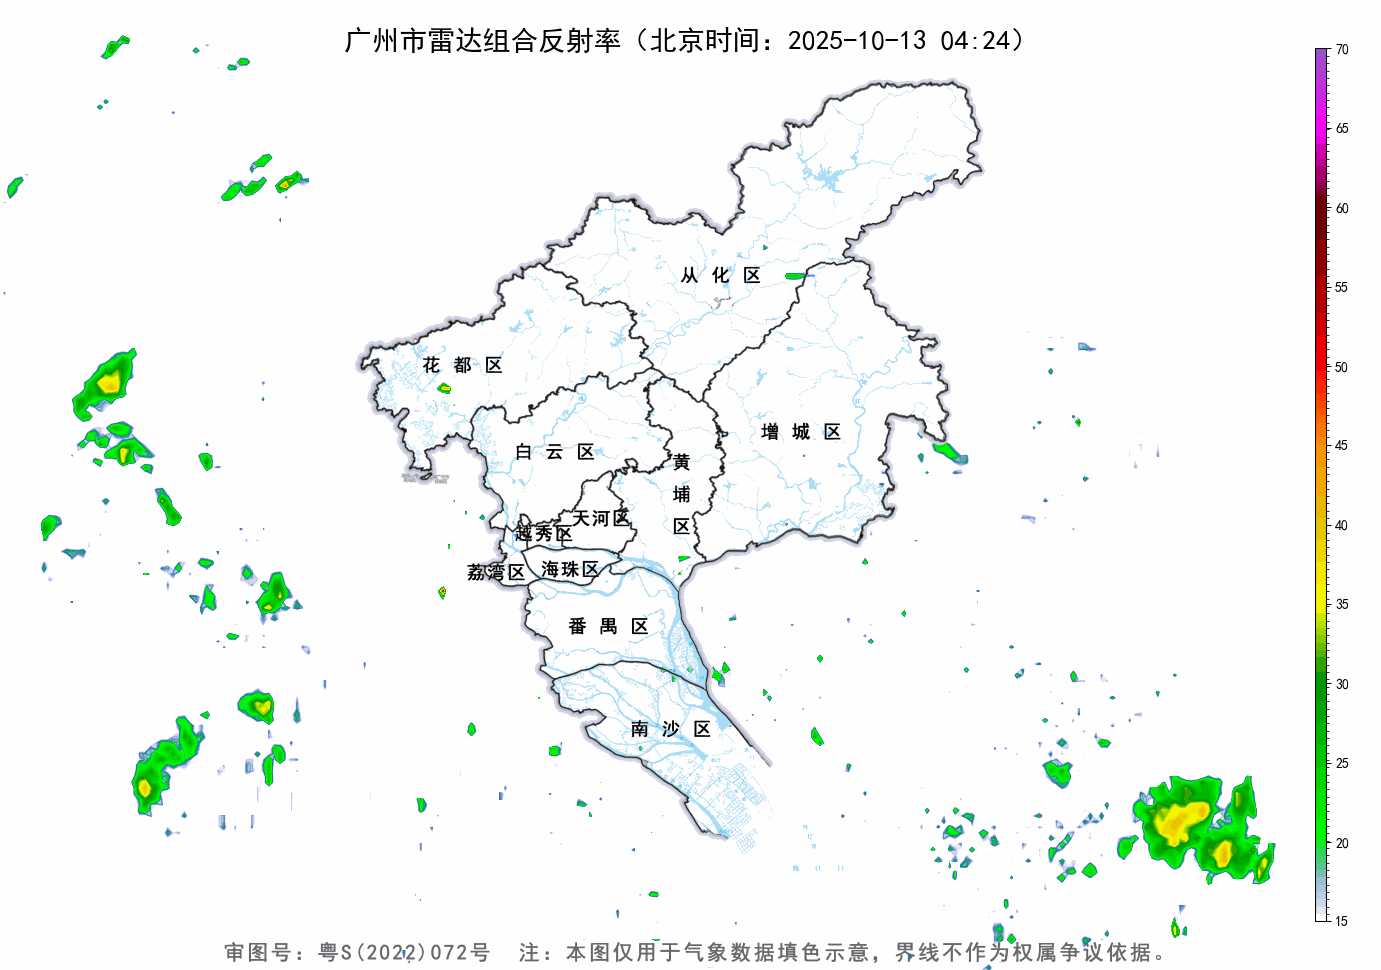 广州市雷达组合反射率（北京时间：2025-10-13 04:24）
70
65
60
55
50
45
40
35
30
25
20
15
从化区
花都区
增城区
白云区
黄埔区
天河区
越秀区
荔湾区
海珠区
番禺区
南沙区
审图号：粤S(2022)072号 注：本图仅用于气象数据填色示意，界线不作为权属争议依据。